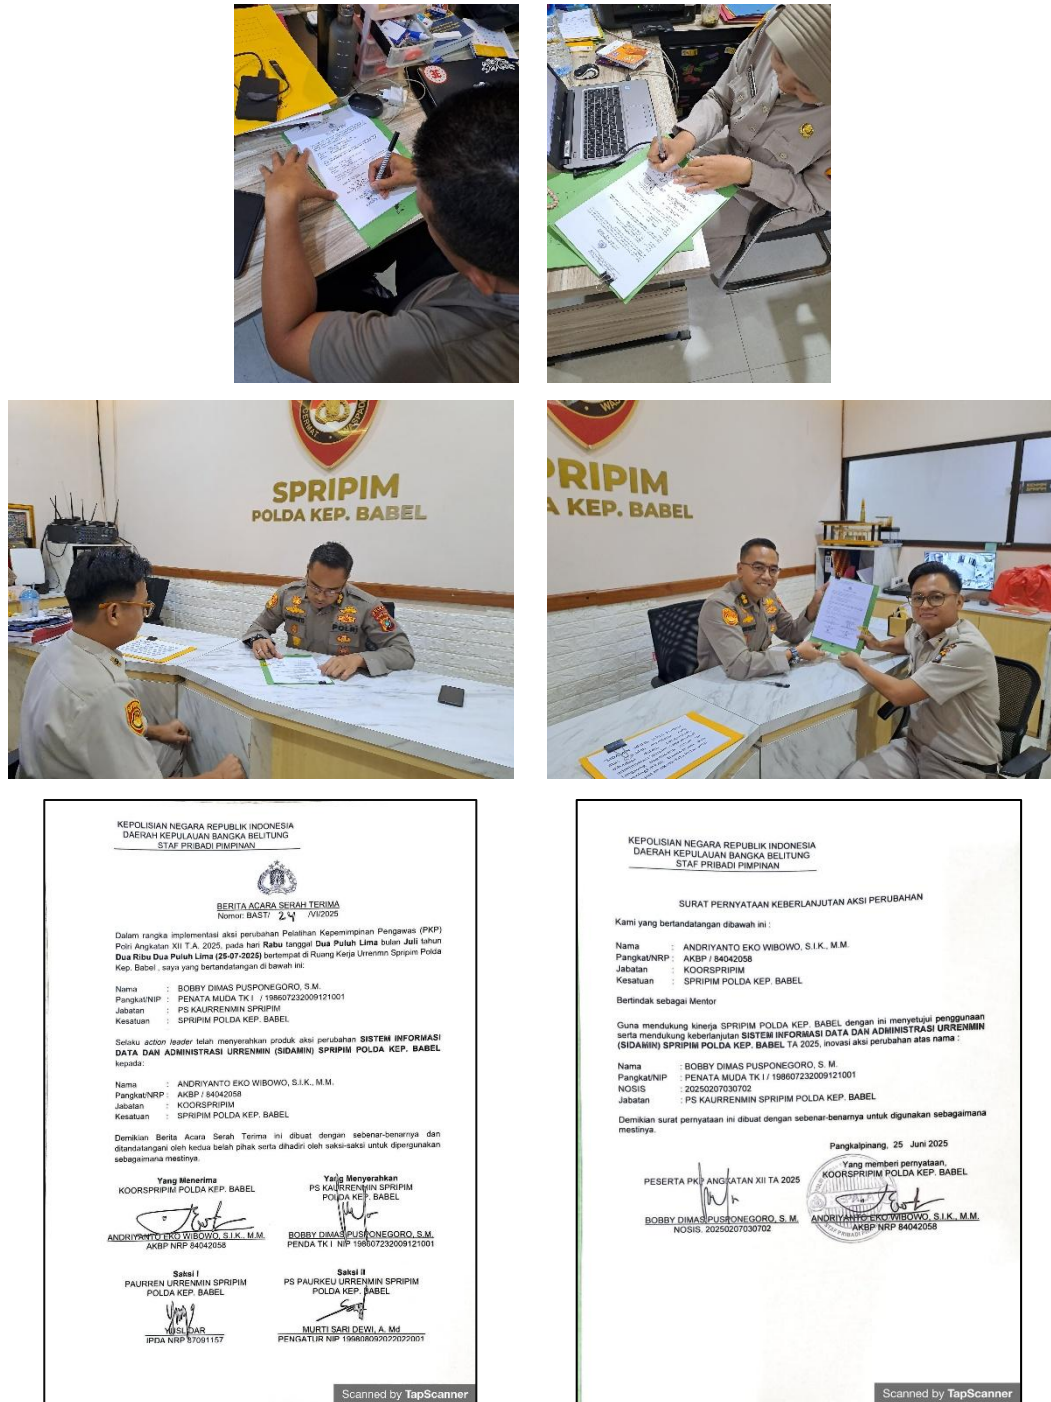 CERMAT
WASPADA
SPRIPIM
POLDA KEP. BABEL
POLRI
WASPADA
PRIPIM
A KEP. BABEL
KEPOLISIAN NEGARA REPUBLIK INDONESIA
DAERAH KEPULAUAN BANGKA BELITUNG
STAF PRIBADI PIMPINAN
BERITA ACARA SERAH TERIMA
Nomor: BAST/ 24 /VI/2025
Dalam rangka implementasi aksi perubahan Pelatihan Kepemimpinan Pengawas (PKP)
Polri Angkatan XII T.A. 2025, pada hari Rabu tanggal Dua Puluh Lima bulan Juli tahun
Dua Ribu Dua Puluh Lima (25-07-2025) bertempat di Ruang Kerja Urrenmin Spripim Polda
Kep. Babel , saya yang bertandatangan di bawah ini:
Nama : BOBBY DIMAS PUSPONEGORO, S.M.
Pangkat/NIP : PENATA MUDA TK I / 198607232009121001
Jabatan : PS KAURRENMIN SPRIPIM
Kesatuan : SPRIPIM POLDA KEP. BABEL
Selaku action leader telah menyerahkan produk aksi perubahan SISTEM INFORMASI
DATA DAN ADMINISTRASI URRENMIN (SIDAMIN) SPRIPIM POLDA KEP. BABEL
kepada:
Nama : ANDRIYANTO EKO WIBOWO, S.I.K., M.M.
Pangkat/NRP : AKBP / 84042058
Jabatan : KOORSPRIPIM
Kesatuan : SPRIPIM POLDA KEP. BABEL
Demikian Berita Acara Serah Terima ini dibuat dengan sebenar-benarnya dan
ditandatangani oleh kedua belah pihak serta dihadiri oleh saksi-saksi untuk dipergunakan
sebagaimana mestinya.
Yang Menerima
KOORSPRIPIM POLDA KEP. BABEL
ANDRIYANTO EKO WIBOWO, S.I.K., M.M.
AKBP NRP 84042058
Yang Menyerahkan
PS KAURRENMIN SPRIPIM
POLDA KEP. BABEL
BOBBY DIMAS PUSPONEGORO, S.M.
PENDA TK I NIP 198607232009121001
Saksi I
PAURREN URRENMIN SPRIPIM
POLDA KEP. BABEL
YUSLIDAR
IPDA NRP 87091157
Saksi II
PS PAURKEU URRENMIN SPRIPIM
POLDA KEP. BABEL
MURTI SARI DEWI, A. Md
PENGATUR NIP 199808092022022001
Scanned by TapScanner
KEPOLISIAN NEGARA REPUBLIK INDONESIA
DAERAH KEPULAUAN BANGKA BELITUNG
STAF PRIBADI PIMPINAN
SURAT PERNYATAAN KEBERLANJUTAN AKSI PERUBAHAN
Kami yang bertandatangan dibawah ini :
Nama : ANDRIYANTO EKO WIBOWO, S.I.K., M.M.
Pangkat/NRP : AKBP / 84042058
Jabatan : KOORSPRIPIM
Kesatuan : SPRIPIM POLDA KEP. BABEL
Bertindak sebagai Mentor
Guna mendukung kinerja SPRIPIM POLDA KEP. BABEL dengan ini menyetujui penggunaan
serta mendukung keberlanjutan SISTEM INFORMASI DATA DAN ADMINISTRASI URRENMIN
(SIDAMIN) SPRIPIM POLDA KEP. BABEL TA 2025, inovasi aksi perubahan atas nama :
Nama : BOBBY DIMAS PUSPONEGORO, S. M.
Pangkat/NIP : PENATA MUDA TK I / 198607232009121001
NOSIS : 20250207030702
Jabatan : PS KAURRENMIN SPRIPIM POLDA KEP. BABEL
Demikian surat pernyataan ini dibuat dengan sebenar-benarnya untuk digunakan sebagaimana
mestinya.
Pangkalpinang, 25 Juni 2025
PESERTA PKP ANGKATAN XII TA 2025
BOBBY DIMAS PUSPONEGORO, S. M.
NOSIS. 20250207030702
Yang memberi pernyataan,
KOORSPRIPIM POLDA KEP. BABEL
ANDRIYANTO EKO WIBOWO, S.I.K., M.M.
AKBP NRP 84042058
STAF PRIBADI PIMPINAN
Scanned by TapScanner